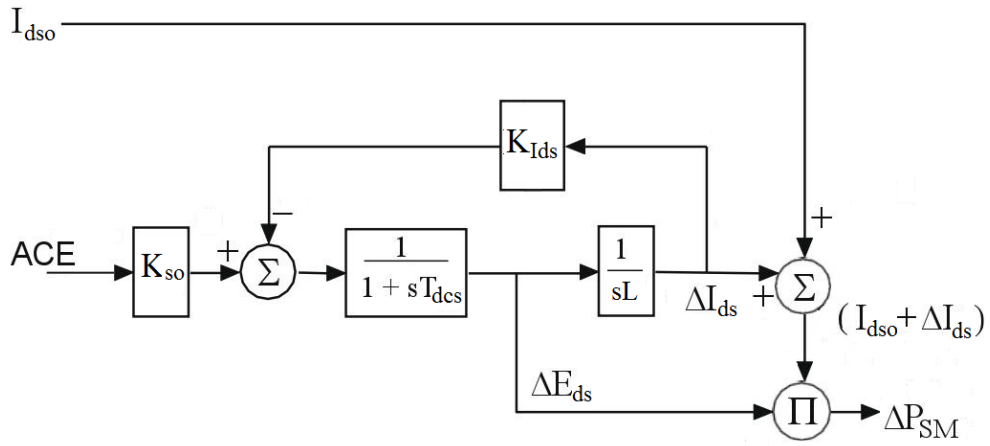 I_dso
K_Ids
−
+
ACE
K_so
+
Σ
1
1 + sT_dcs
1
sL
ΔI_ds
+
Σ
(I_dso + ΔI_ds)
ΔE_ds
Π
ΔP_SM